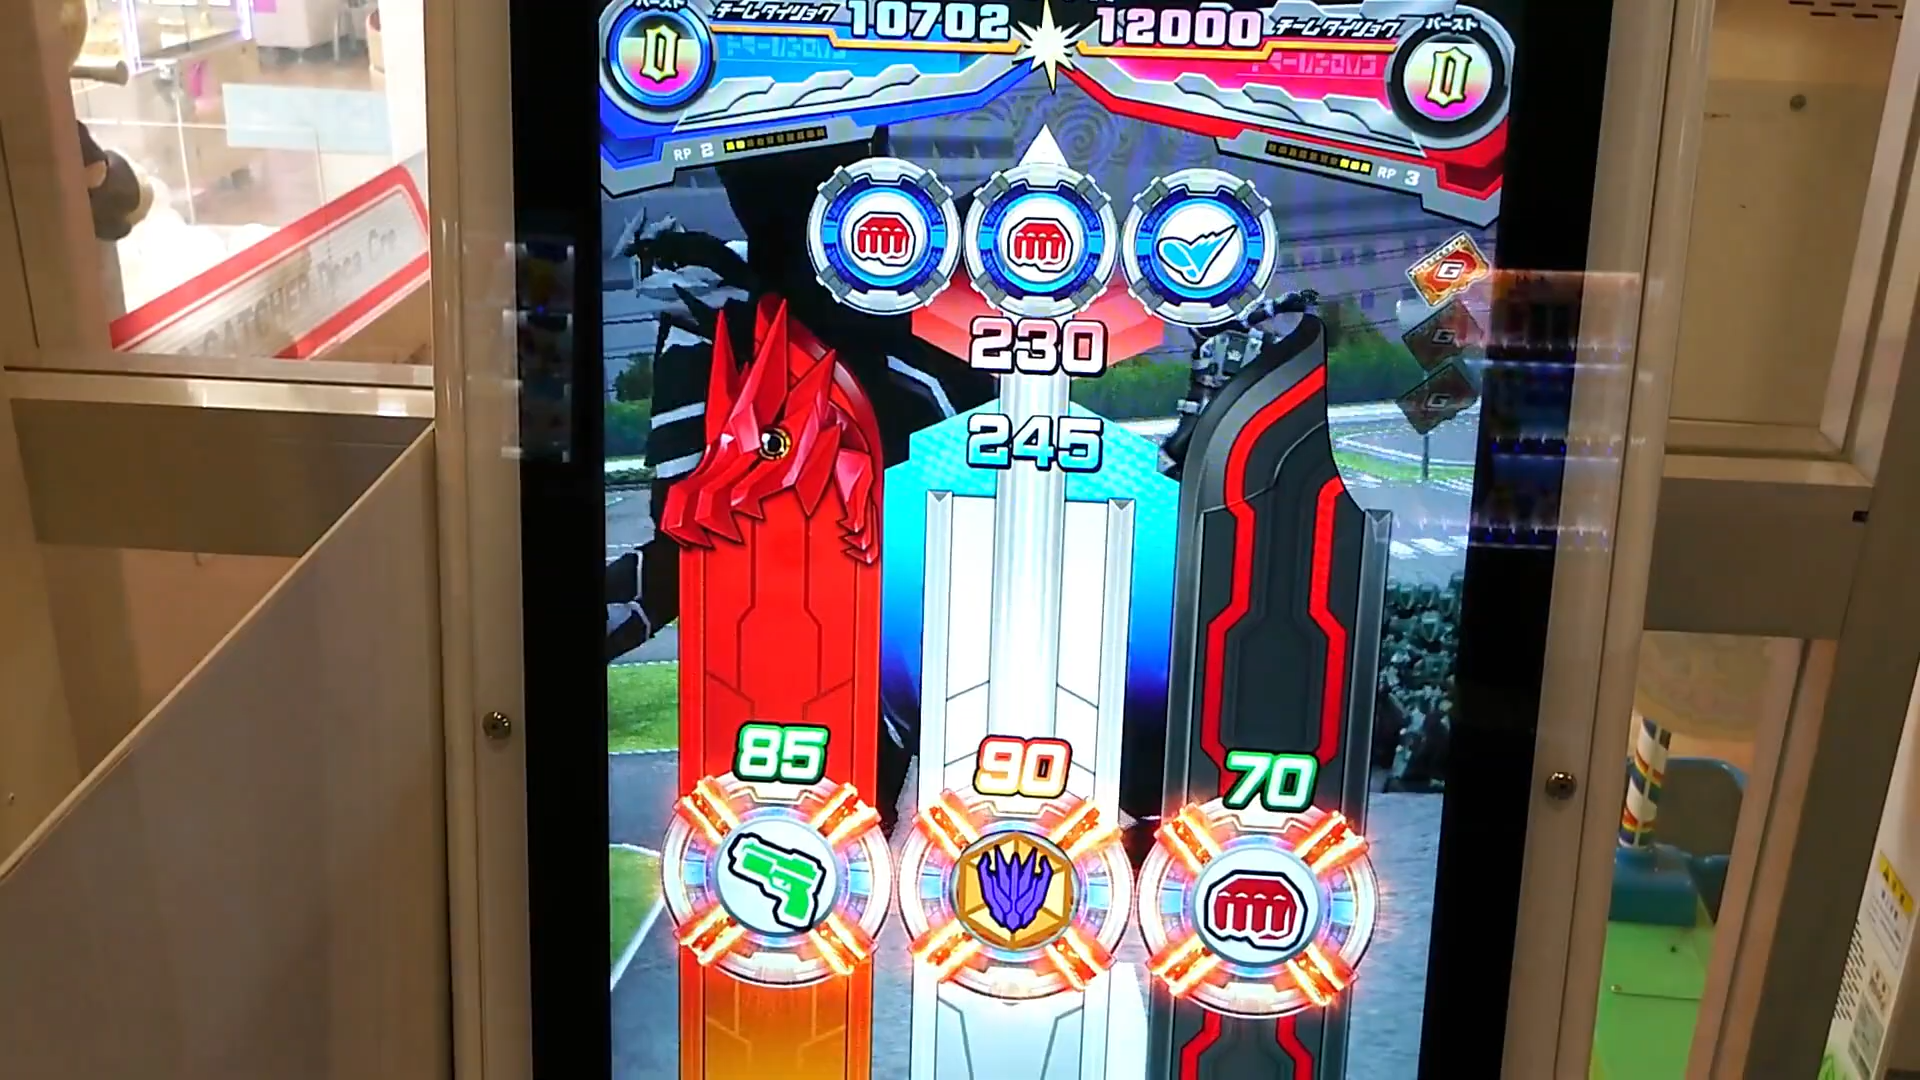 バースト
チームタイリョク 10702
12000 チームタイリョク
バースト
0
0
RP 2
RP 3
G
G
G
230
245
85
90
70